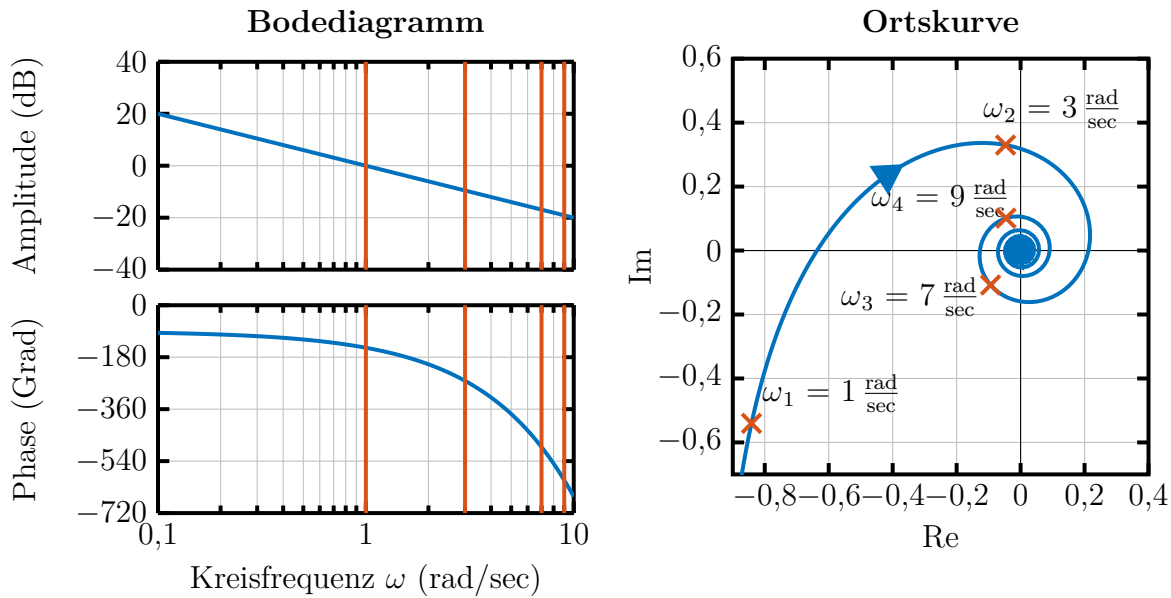 Bodediagramm
Amplitude (dB)
40
20
0
−20
−40
Phase (Grad)
0
−180
−360
−540
−720
0,1
1
10
Kreisfrequenz ω (rad/sec)
Ortskurve
Im
0,6
0,4
0,2
0
−0,2
−0,4
−0,6
ω₂ = 3 rad/sec
ω₄ = 9 rad/sec
ω₃ = 7 rad/sec
ω₁ = 1 rad/sec
−0,8 −0,6 −0,4 −0,2 0 0,2 0,4
Re